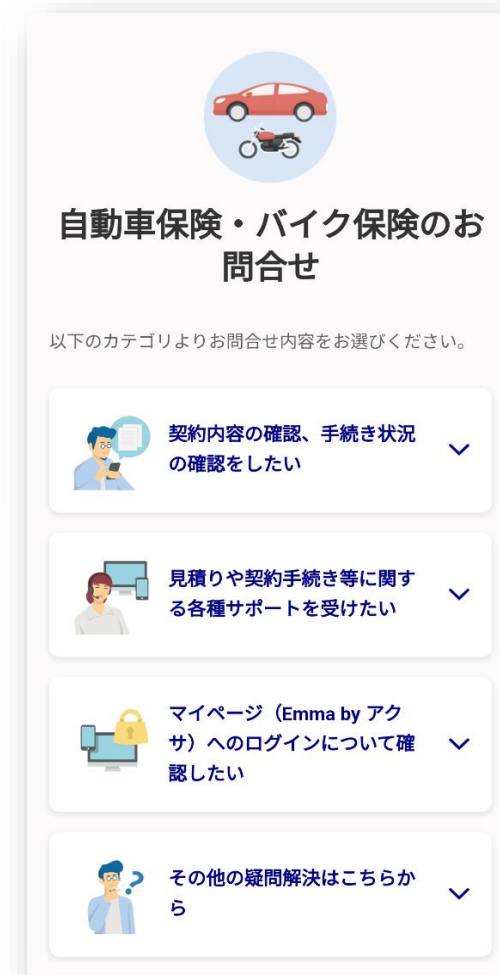 自動車保険・バイク保険のお
問合せ
以下のカテゴリよりお問合せ内容をお選びください。
契約内容の確認、手続き状況
の確認をしたい
見積りや契約手続き等に関す
る各種サポートを受けたい
マイページ（Emma by アク
サ）へのログインについて確
認したい
その他の疑問解決はこちらか
ら